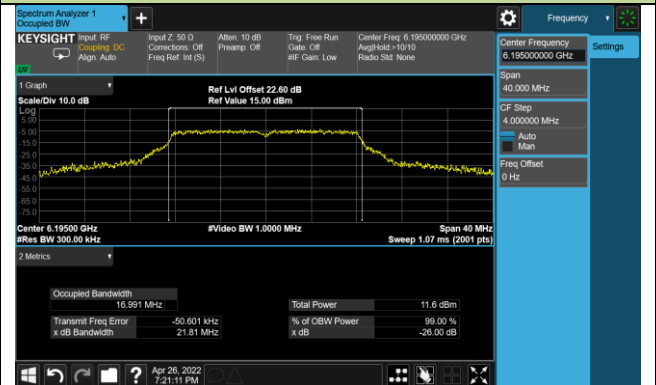 Spectrum Analyzer 1
Occupied BW
Frequency
KEYSIGHT Input: RF
Coupling: DC
Align: Auto
Input Z: 50 Ω
Corrections: Off
Freq Ref: Int (S)
Atten: 10 dB
Preamp: Off
Trig: Free Run
Gate: Off
#IF Gain: Low
Center Freq: 6.195000000 GHz
Avg|Hold:>10/10
Radio Std: None
1 Graph
Scale/Div 10.0 dB
Ref Lvl Offset 22.60 dB
Ref Value 15.00 dBm
Log
5.00
-5.00
-15.0
-25.0
-35.0
-45.0
-55.0
-65.0
-75.0
Center 6.19500 GHz
#Res BW 300.00 kHz
#Video BW 1.0000 MHz
Span 40 MHz
Sweep 1.07 ms (2001 pts)
2 Metrics
Occupied Bandwidth
16.991 MHz
Transmit Freq Error -50.601 kHz
x dB Bandwidth 21.81 MHz
Total Power 11.6 dBm
% of OBW Power 99.00 %
x dB -26.00 dB
Center Frequency
6.195000000 GHz
Span
40.000 MHz
CF Step
4.000000 MHz
Auto
Man
Freq Offset
0 Hz
Settings
Apr 26, 2022
7:21:11 PM